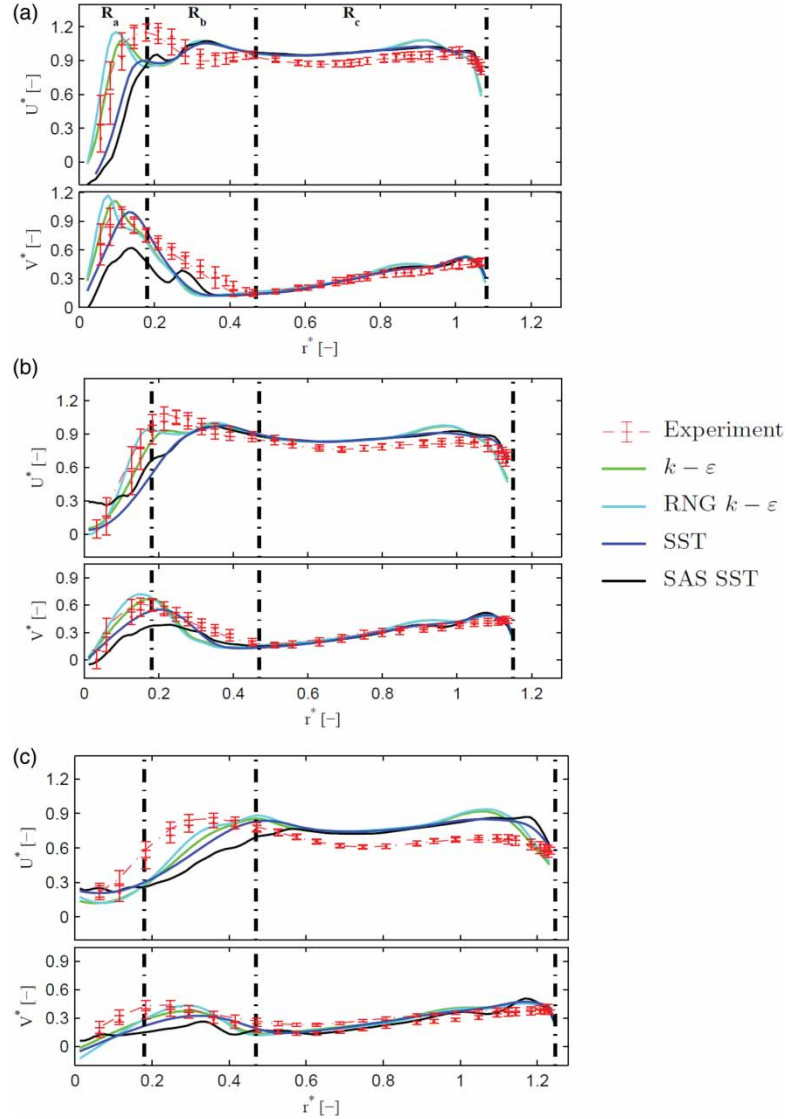 (a)
R_a R_b R_c
1.2
0.9
0.6
0.3
0
U* [−]
1.2
0.9
0.6
0.3
0
V* [−]
0 0.2 0.4 0.6 0.8 1 1.2
r* [−]
(b)
1.2
0.9
0.6
0.3
0
U* [−]
0.9
0.6
0.3
0
V* [−]
0 0.2 0.4 0.6 0.8 1 1.2
r* [−]
Experiment
k − ε
RNG k − ε
SST
SAS SST
(c)
1.2
0.9
0.6
0.3
0
U* [−]
0.9
0.6
0.3
0
V* [−]
0 0.2 0.4 0.6 0.8 1 1.2
r* [−]